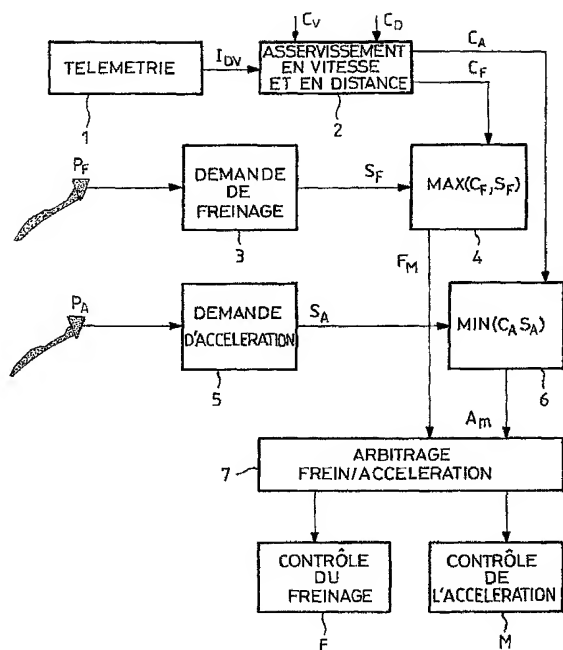 C_V C_D
TELEMETRIE
I_DV
ASSERVISSEMENT
EN VITESSE
ET EN DISTANCE
C_A
C_F
1
2
P_F
DEMANDE
DE
FREINAGE
S_F
MAX(C_F,S_F)
3
4
F_M
P_A
DEMANDE
D'ACCELERATION
S_A
MIN(C_A S_A)
5
6
A_m
ARBITRAGE
FREIN/ACCELERATION
7
CONTRÔLE
DU
FREINAGE
CONTRÔLE
DE
L'ACCELERATION
F
M